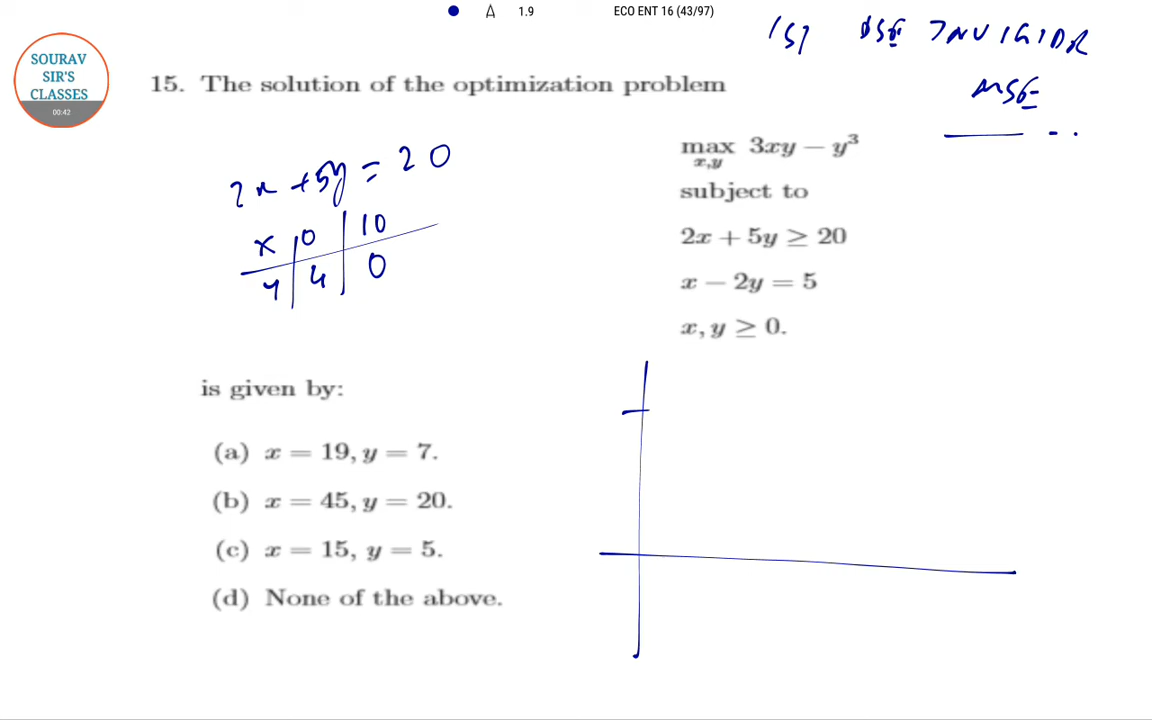 1.9 ECO ENT 16 (43/97)
ISI DSE
MSE
SOURAV
SIR'S
CLASSES
00:42
15. The solution of the optimization problem
2x + 5y = 20
x 0 10
y 4 0
max 3xy − y³
x,y
subject to
2x + 5y ≥ 20
x − 2y = 5
x, y ≥ 0.
is given by:
(a) x = 19, y = 7.
(b) x = 45, y = 20.
(c) x = 15, y = 5.
(d) None of the above.